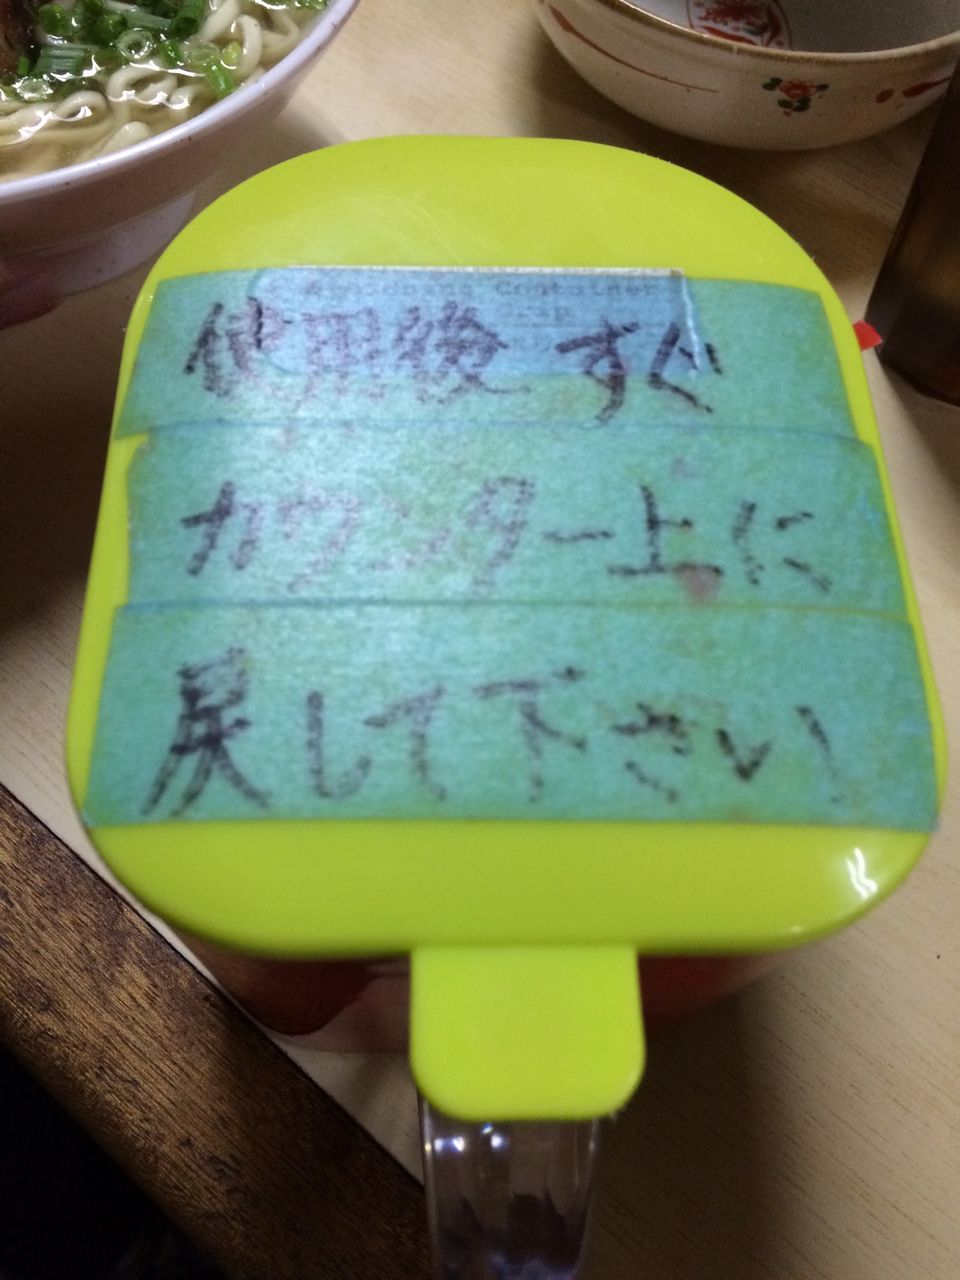 使用後すぐ
カウンター上に
戻して下さい